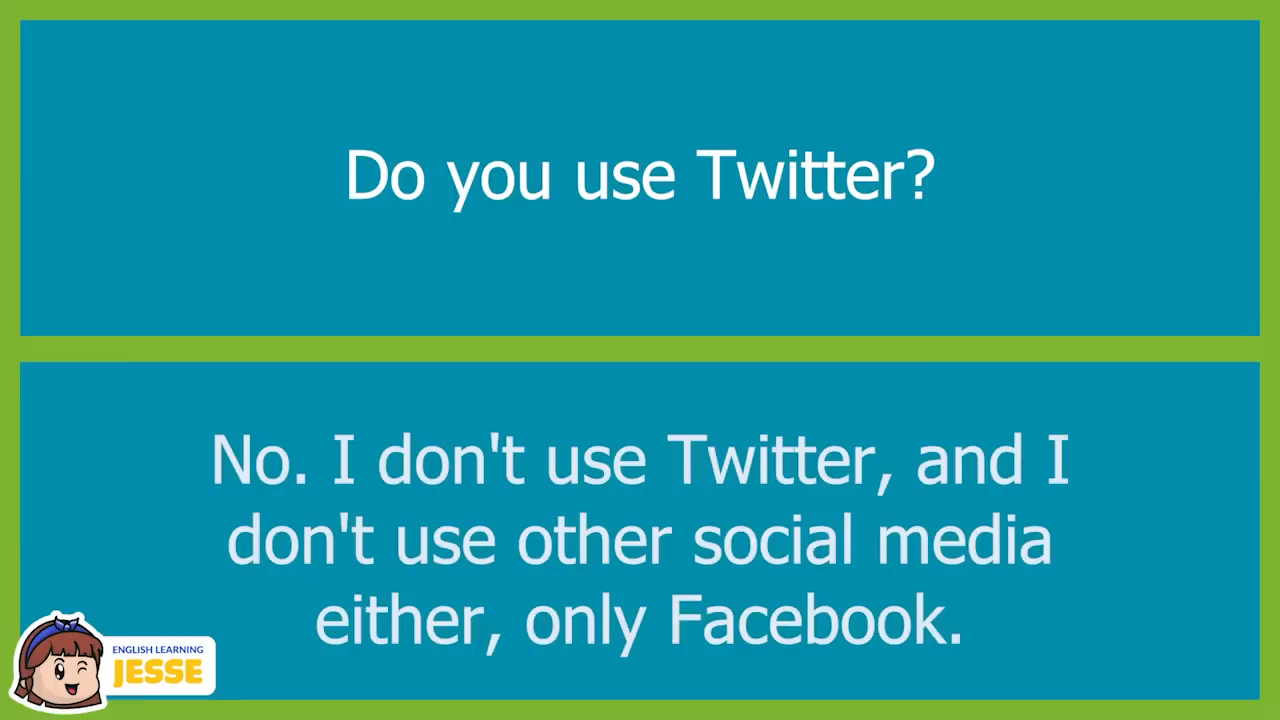 Do you use Twitter?
No. I don't use Twitter, and I
don't use other social media
either, only Facebook.
ENGLISH LEARNING
JESSE